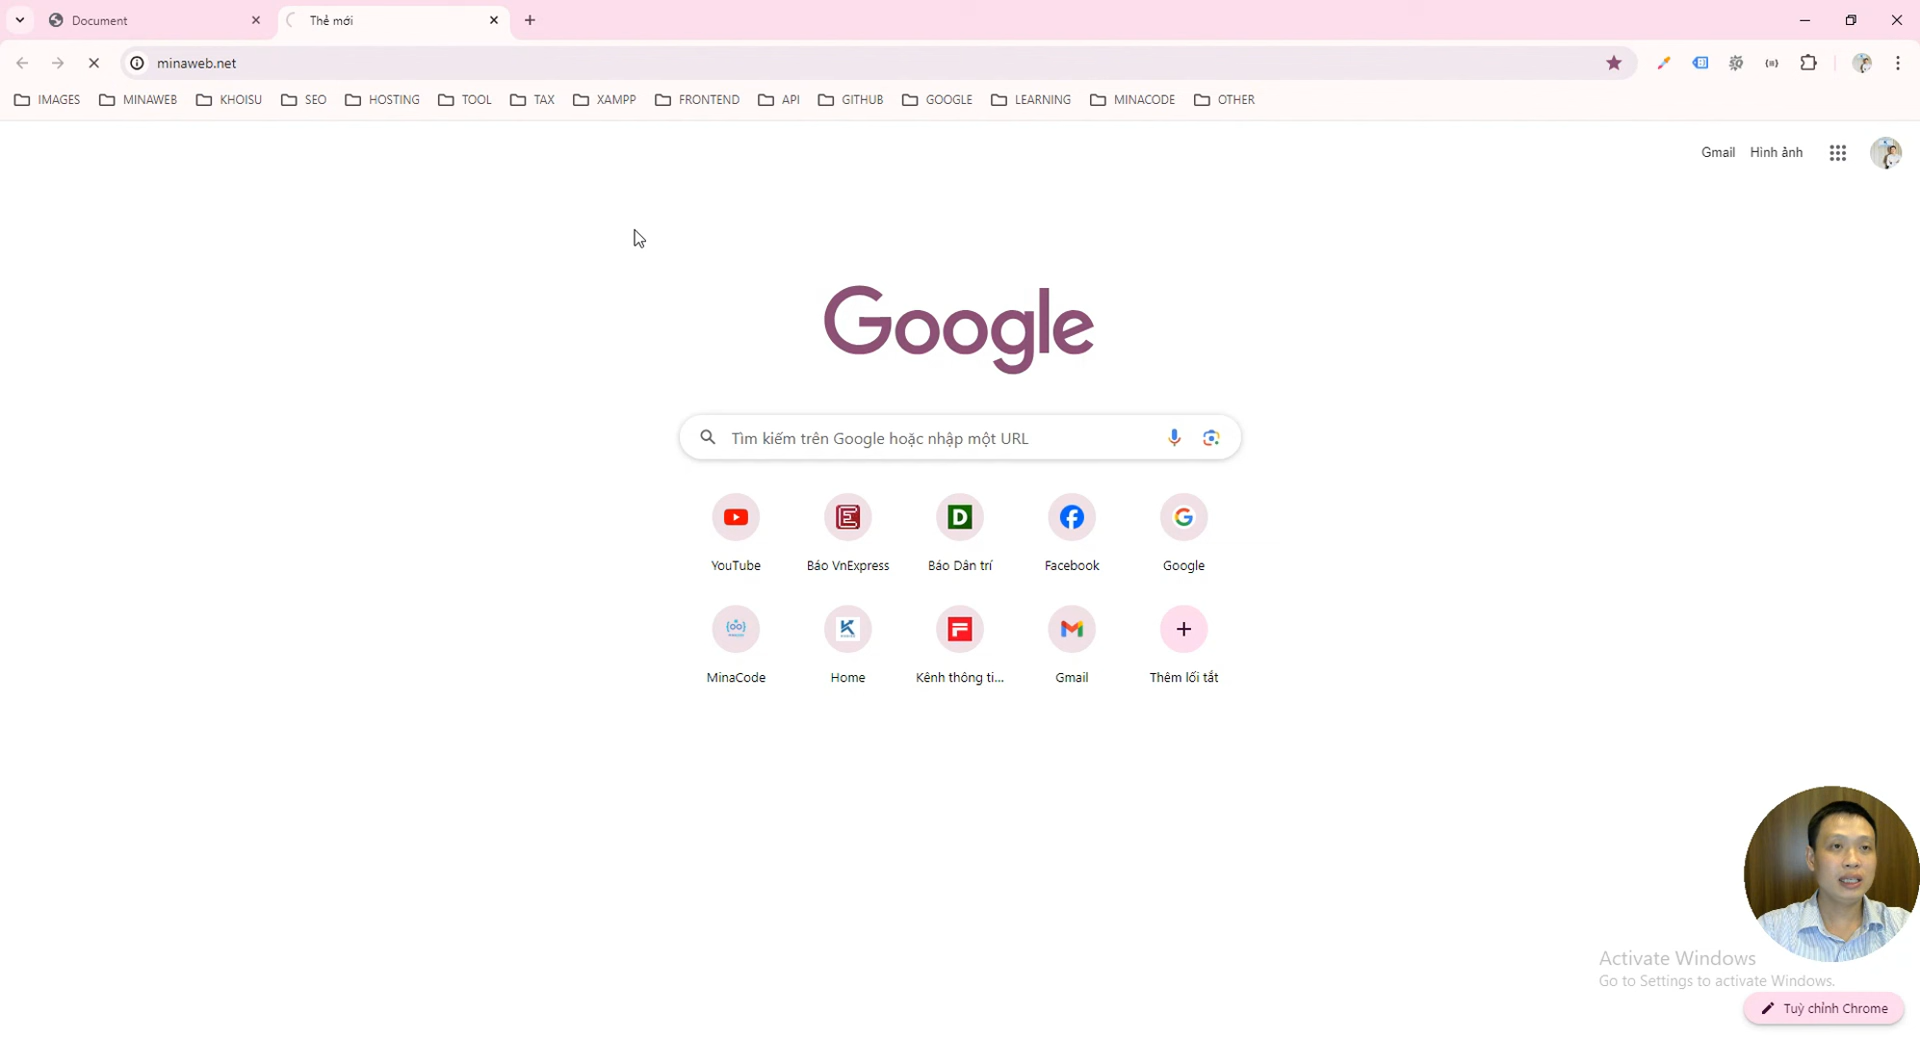 Document
Thẻ mới
minaweb.net
IMAGES MINAWEB KHOISU SEO HOSTING TOOL TAX XAMPP FRONTEND API GITHUB GOOGLE LEARNING MINACODE OTHER
Gmail Hình ảnh
Google
Tìm kiếm trên Google hoặc nhập một URL
YouTube Báo VnExpress Báo Dân trí Facebook Google
MinaCode Home Kênh thông ti... Gmail Thêm lối tắt
Activate Windows
Go to Settings to activate Windows.
Tuỳ chỉnh Chrome